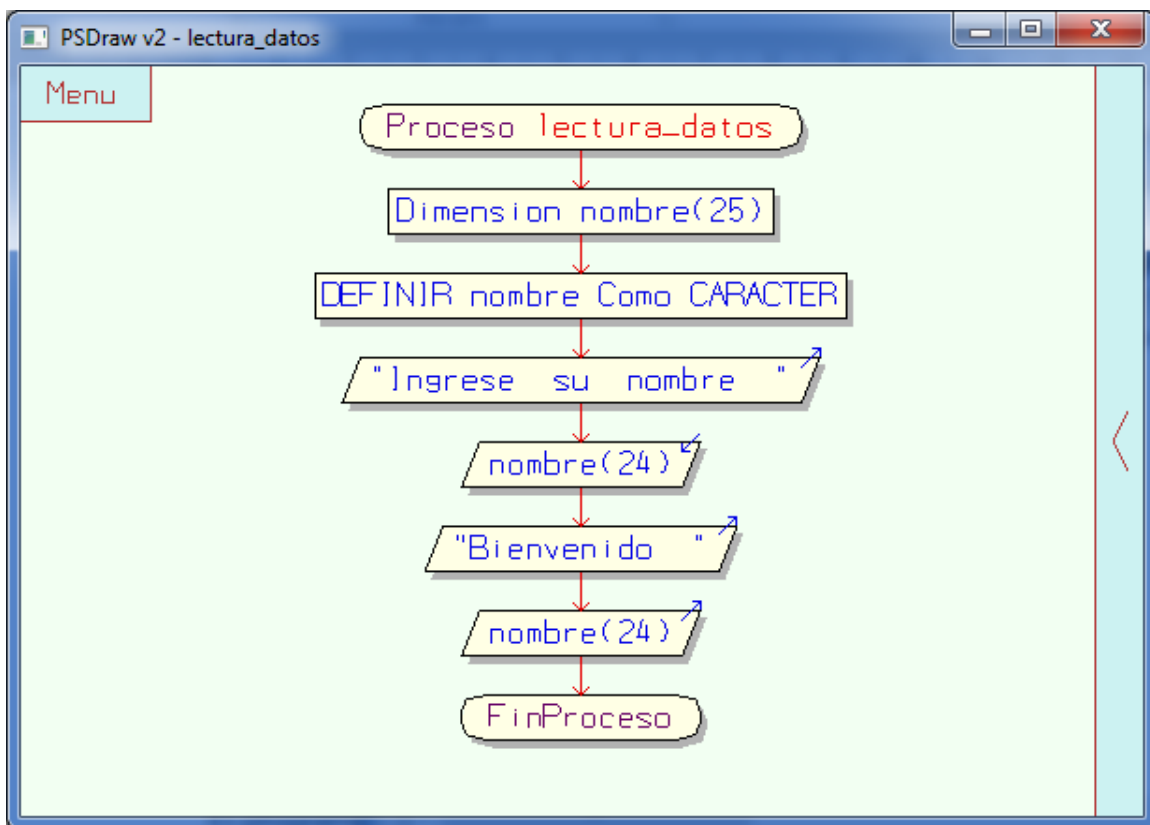 PSDraw v2 - lectura_datos
Menu
Proceso lectura_datos
Dimension nombre(25)
DEFINIR nombre Como CARACTER
"Ingrese su nombre "
nombre(24)
"Bienvenido "
nombre(24)
FinProceso